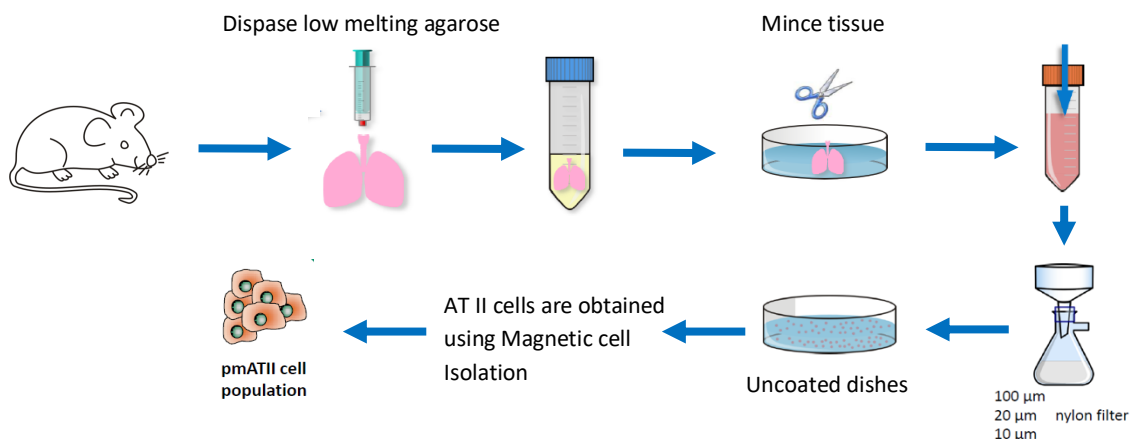 Dispase low melting agarose
Mince tissue
AT II cells are obtained
using Magnetic cell
Isolation
pmATII cell
population
Uncoated dishes
100 µm
20 µm nylon filter
10 µm